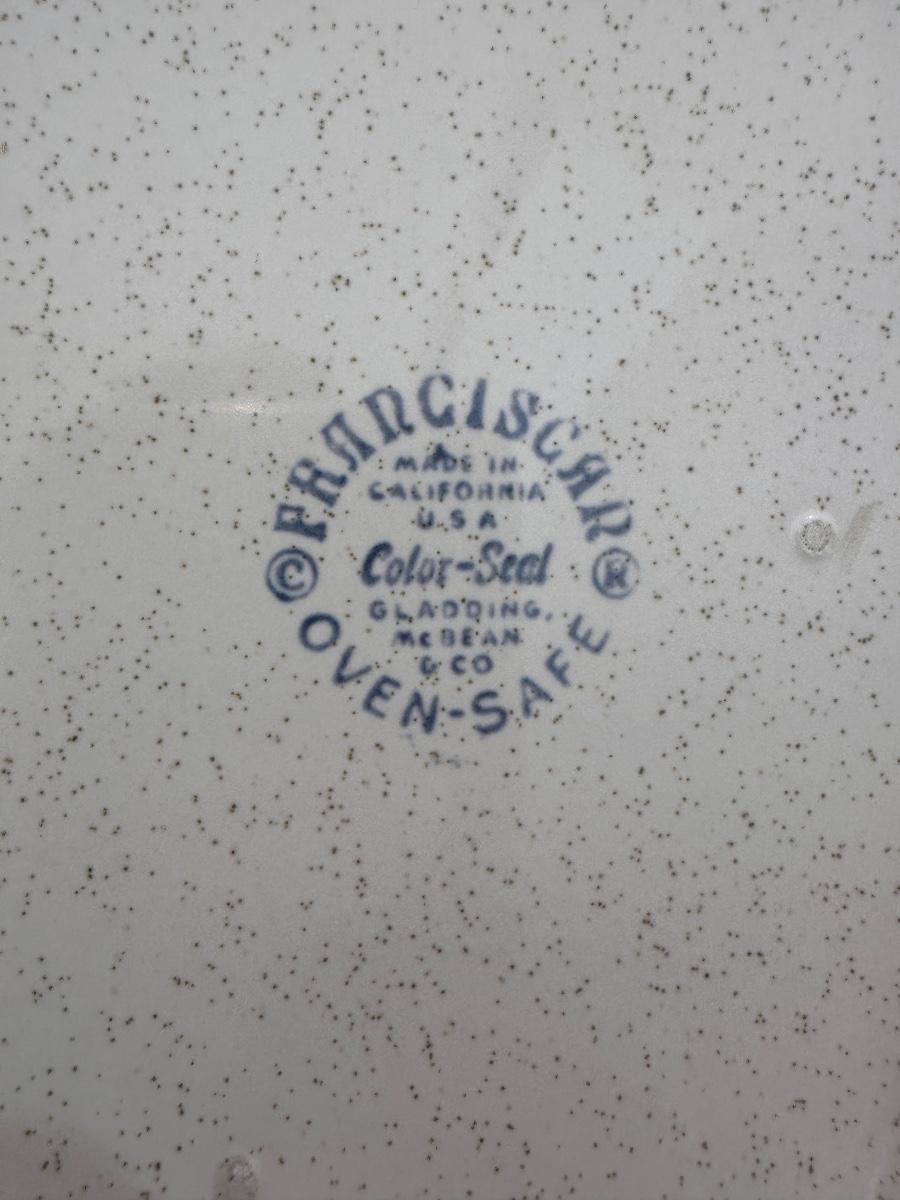 FRANCISCAN
MADE IN
CALIFORNIA
U.S.A
Color-Seal
© ®
GLADDING,
McBEAN
& CO
OVEN-SAFE